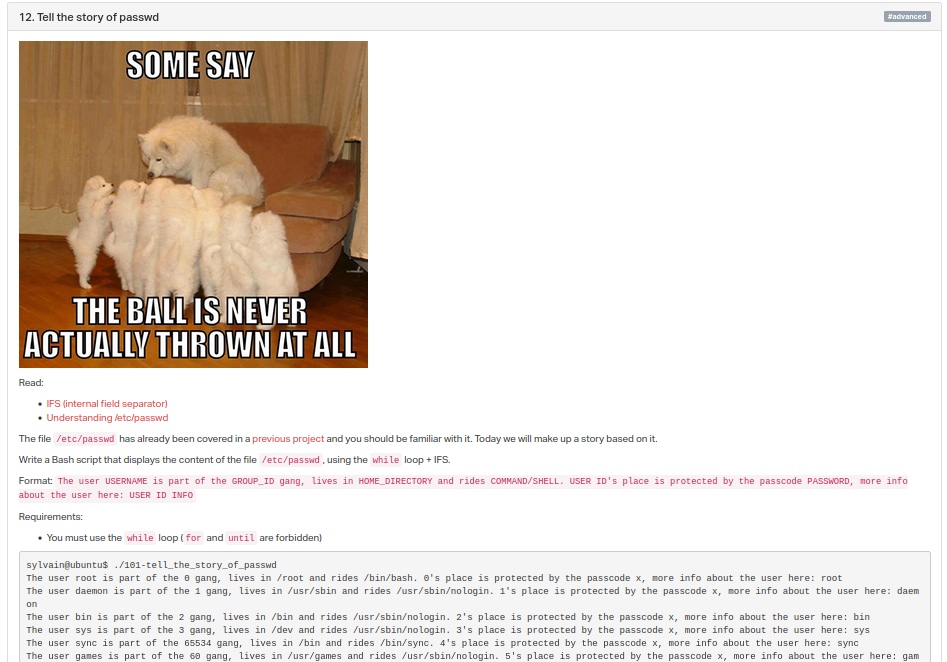 12. Tell the story of passwd
#advanced
SOME SAY
THE BALL IS NEVER
ACTUALLY THROWN AT ALL
Read:
IFS (internal field separator)
Understanding /etc/passwd
The file /etc/passwd has already been covered in a previous project and you should be familiar with it. Today we will make up a story based on it.
Write a Bash script that displays the content of the file /etc/passwd , using the while loop + IFS.
Format: The user USERNAME is part of the GROUP_ID gang, lives in HOME_DIRECTORY and rides COMMAND/SHELL. USER ID's place is protected by the passcode PASSWORD, more info
about the user here: USER ID INFO
Requirements:
You must use the while loop ( for and until are forbidden)
sylvain@ubuntu$ ./101-tell_the_story_of_passwd
The user root is part of the 0 gang, lives in /root and rides /bin/bash. 0's place is protected by the passcode x, more info about the user here: root
The user daemon is part of the 1 gang, lives in /usr/sbin and rides /usr/sbin/nologin. 1's place is protected by the passcode x, more info about the user here: daem
on
The user bin is part of the 2 gang, lives in /bin and rides /usr/sbin/nologin. 2's place is protected by the passcode x, more info about the user here: bin
The user sys is part of the 3 gang, lives in /dev and rides /usr/sbin/nologin. 3's place is protected by the passcode x, more info about the user here: sys
The user sync is part of the 65534 gang, lives in /bin and rides /bin/sync. 4's place is protected by the passcode x, more info about the user here: sync
The user games is part of the 60 gang, lives in /usr/games and rides /usr/sbin/nologin. 5's place is protected by the passcode x, more info about the user here: gam